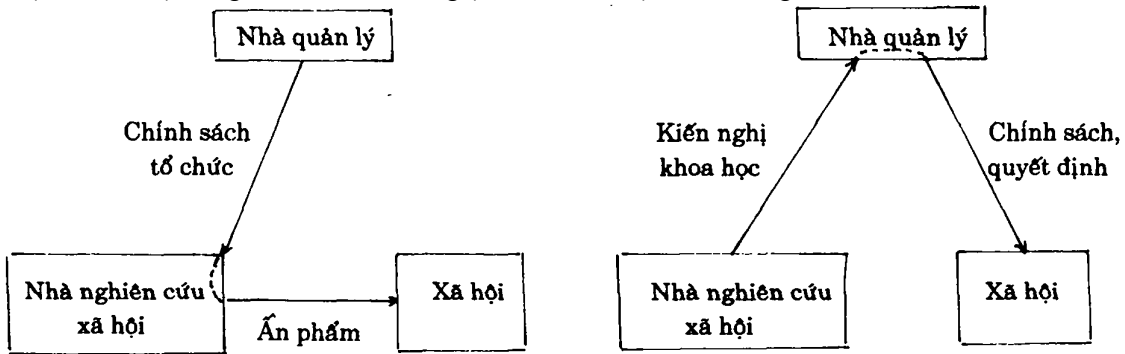 Nhà quản lý
Chính sách
tổ chức
Nhà nghiên cứu
xã hội
Ấn phẩm
Xã hội
Nhà quản lý
Kiến nghị
khoa học
Chính sách,
quyết định
Nhà nghiên cứu
xã hội
Xã hội